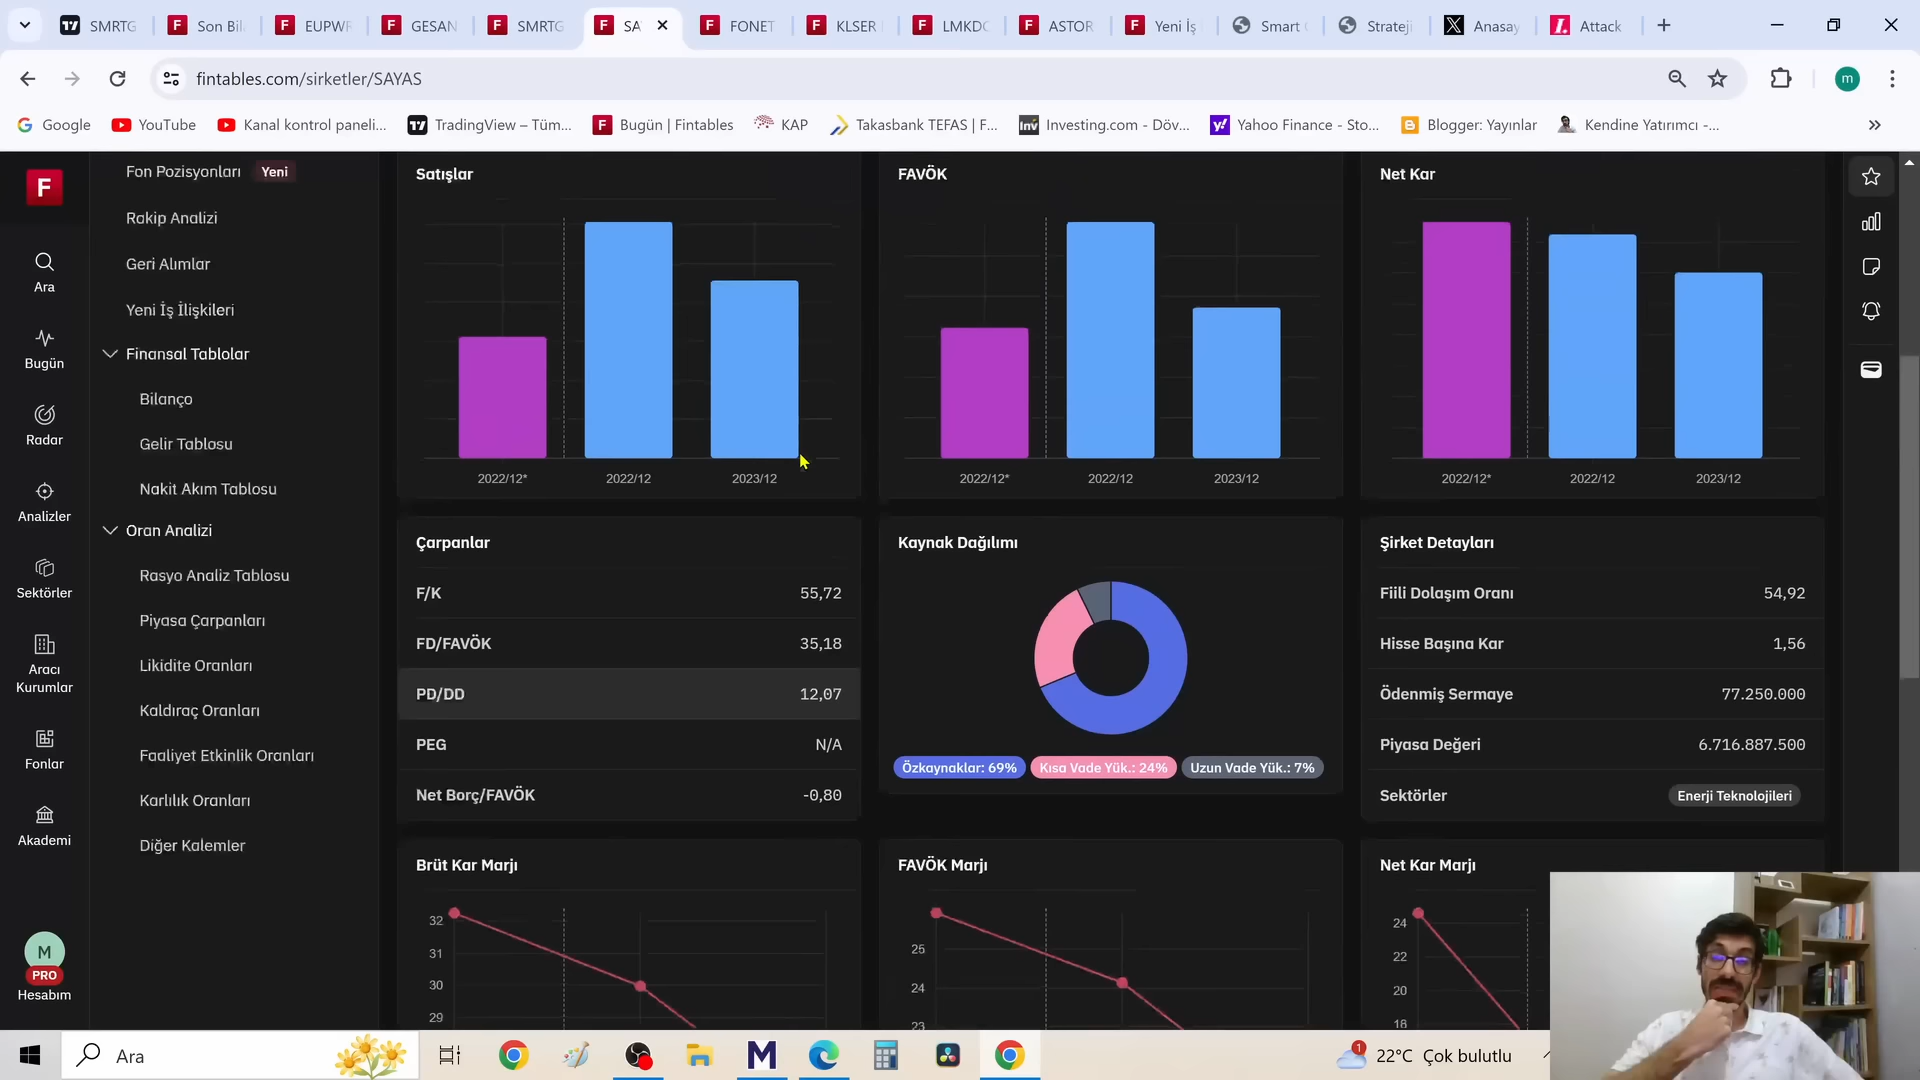 SMRTG
Son Bil
EUPWR
GESAN
SMRTG
SA
FONET
KLSER
LMKDC
ASTOR
Yeni İş
Smart
Strateji
Anasay
Attack
fintables.com/sirketler/SAYAS
m
Google
YouTube
Kanal kontrol paneli...
TradingView – Tüm...
Bugün | Fintables
KAP
Takasbank TEFAS | F...
Investing.com - Döv...
Yahoo Finance - Sto...
Blogger: Yayınlar
Kendine Yatırımcı -...
Ara
Bugün
Radar
Analizler
Sektörler
Aracı
Kurumlar
Fonlar
Akademi
M
PRO
Hesabım
Fon Pozisyonları Yeni
Rakip Analizi
Geri Alımlar
Yeni İş İlişkileri
Finansal Tablolar
Bilanço
Gelir Tablosu
Nakit Akım Tablosu
Oran Analizi
Rasyo Analiz Tablosu
Piyasa Çarpanları
Likidite Oranları
Kaldıraç Oranları
Faaliyet Etkinlik Oranları
Karlılık Oranları
Diğer Kalemler
Satışlar
2022/12* 2022/12 2023/12
FAVÖK
2022/12* 2022/12 2023/12
Net Kar
2022/12* 2022/12 2023/12
Çarpanlar
F/K 55,72
FD/FAVÖK 35,18
PD/DD 12,07
PEG N/A
Net Borç/FAVÖK -0,80
Kaynak Dağılımı
Özkaynaklar: 69% Kısa Vade Yük.: 24% Uzun Vade Yük.: 7%
Şirket Detayları
Fiili Dolaşım Oranı 54,92
Hisse Başına Kar 1,56
Ödenmiş Sermaye 77.250.000
Piyasa Değeri 6.716.887.500
Sektörler Enerji Teknolojileri
Brüt Kar Marjı
32
31
30
29
FAVÖK Marjı
25
24
23
Net Kar Marjı
24
22
20
18
Ara
1
22°C Çok bulutlu